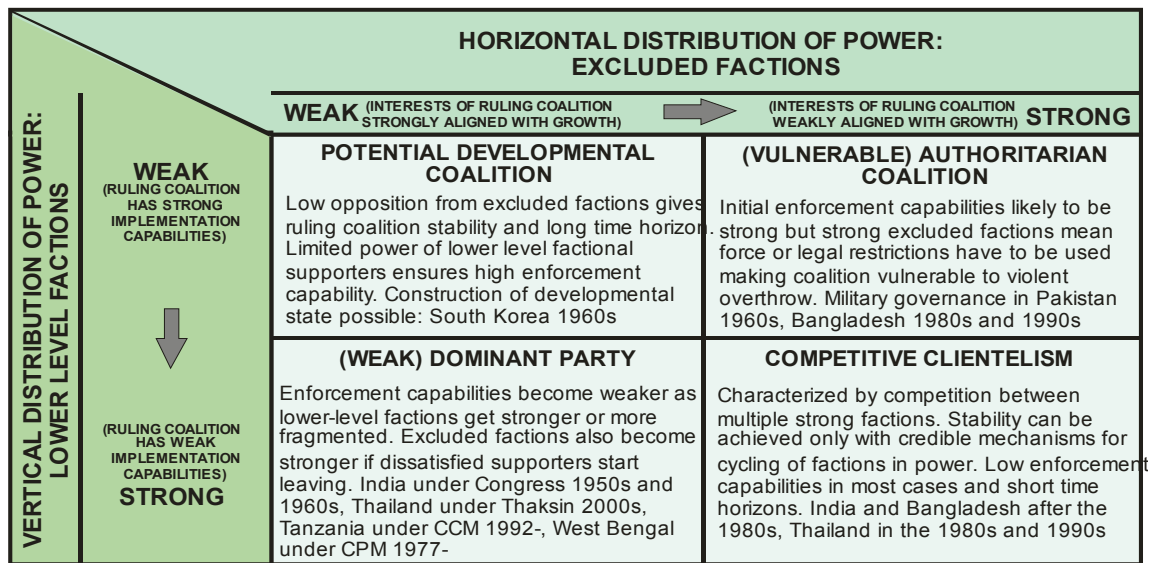 HORIZONTAL DISTRIBUTION OF POWER:
EXCLUDED FACTIONS
WEAK (INTERESTS OF RULING COALITION
STRONGLY ALIGNED WITH GROWTH)
(INTERESTS OF RULING COALITION
WEAKLY ALIGNED WITH GROWTH) STRONG
VERTICAL DISTRIBUTION OF POWER:
LOWER LEVEL FACTIONS
WEAK
(RULING COALITION
HAS STRONG
IMPLEMENTATION
CAPABILITIES)
POTENTIAL DEVELOPMENTAL
COALITION
Low opposition from excluded factions gives
ruling coalition stability and long time horizon.
Limited power of lower level factional
supporters ensures high enforcement
capability. Construction of developmental
state possible: South Korea 1960s
(VULNERABLE) AUTHORITARIAN
COALITION
Initial enforcement capabilities likely to be
strong but strong excluded factions mean
force or legal restrictions have to be used
making coalition vulnerable to violent
overthrow. Military governance in Pakistan
1960s, Bangladesh 1980s and 1990s
(RULING COALITION
HAS WEAK
IMPLEMENTATION
CAPABILITIES)
STRONG
(WEAK) DOMINANT PARTY
Enforcement capabilities become weaker as
lower-level factions get stronger or more
fragmented. Excluded factions also become
stronger if dissatisfied supporters start
leaving. India under Congress 1950s and
1960s, Thailand under Thaksin 2000s,
Tanzania under CCM 1992-, West Bengal
under CPM 1977-
COMPETITIVE CLIENTELISM
Characterized by competition between
multiple strong factions. Stability can be
achieved only with credible mechanisms for
cycling of factions in power. Low enforcement
capabilities in most cases and short time
horizons. India and Bangladesh after the
1980s, Thailand in the 1980s and 1990s